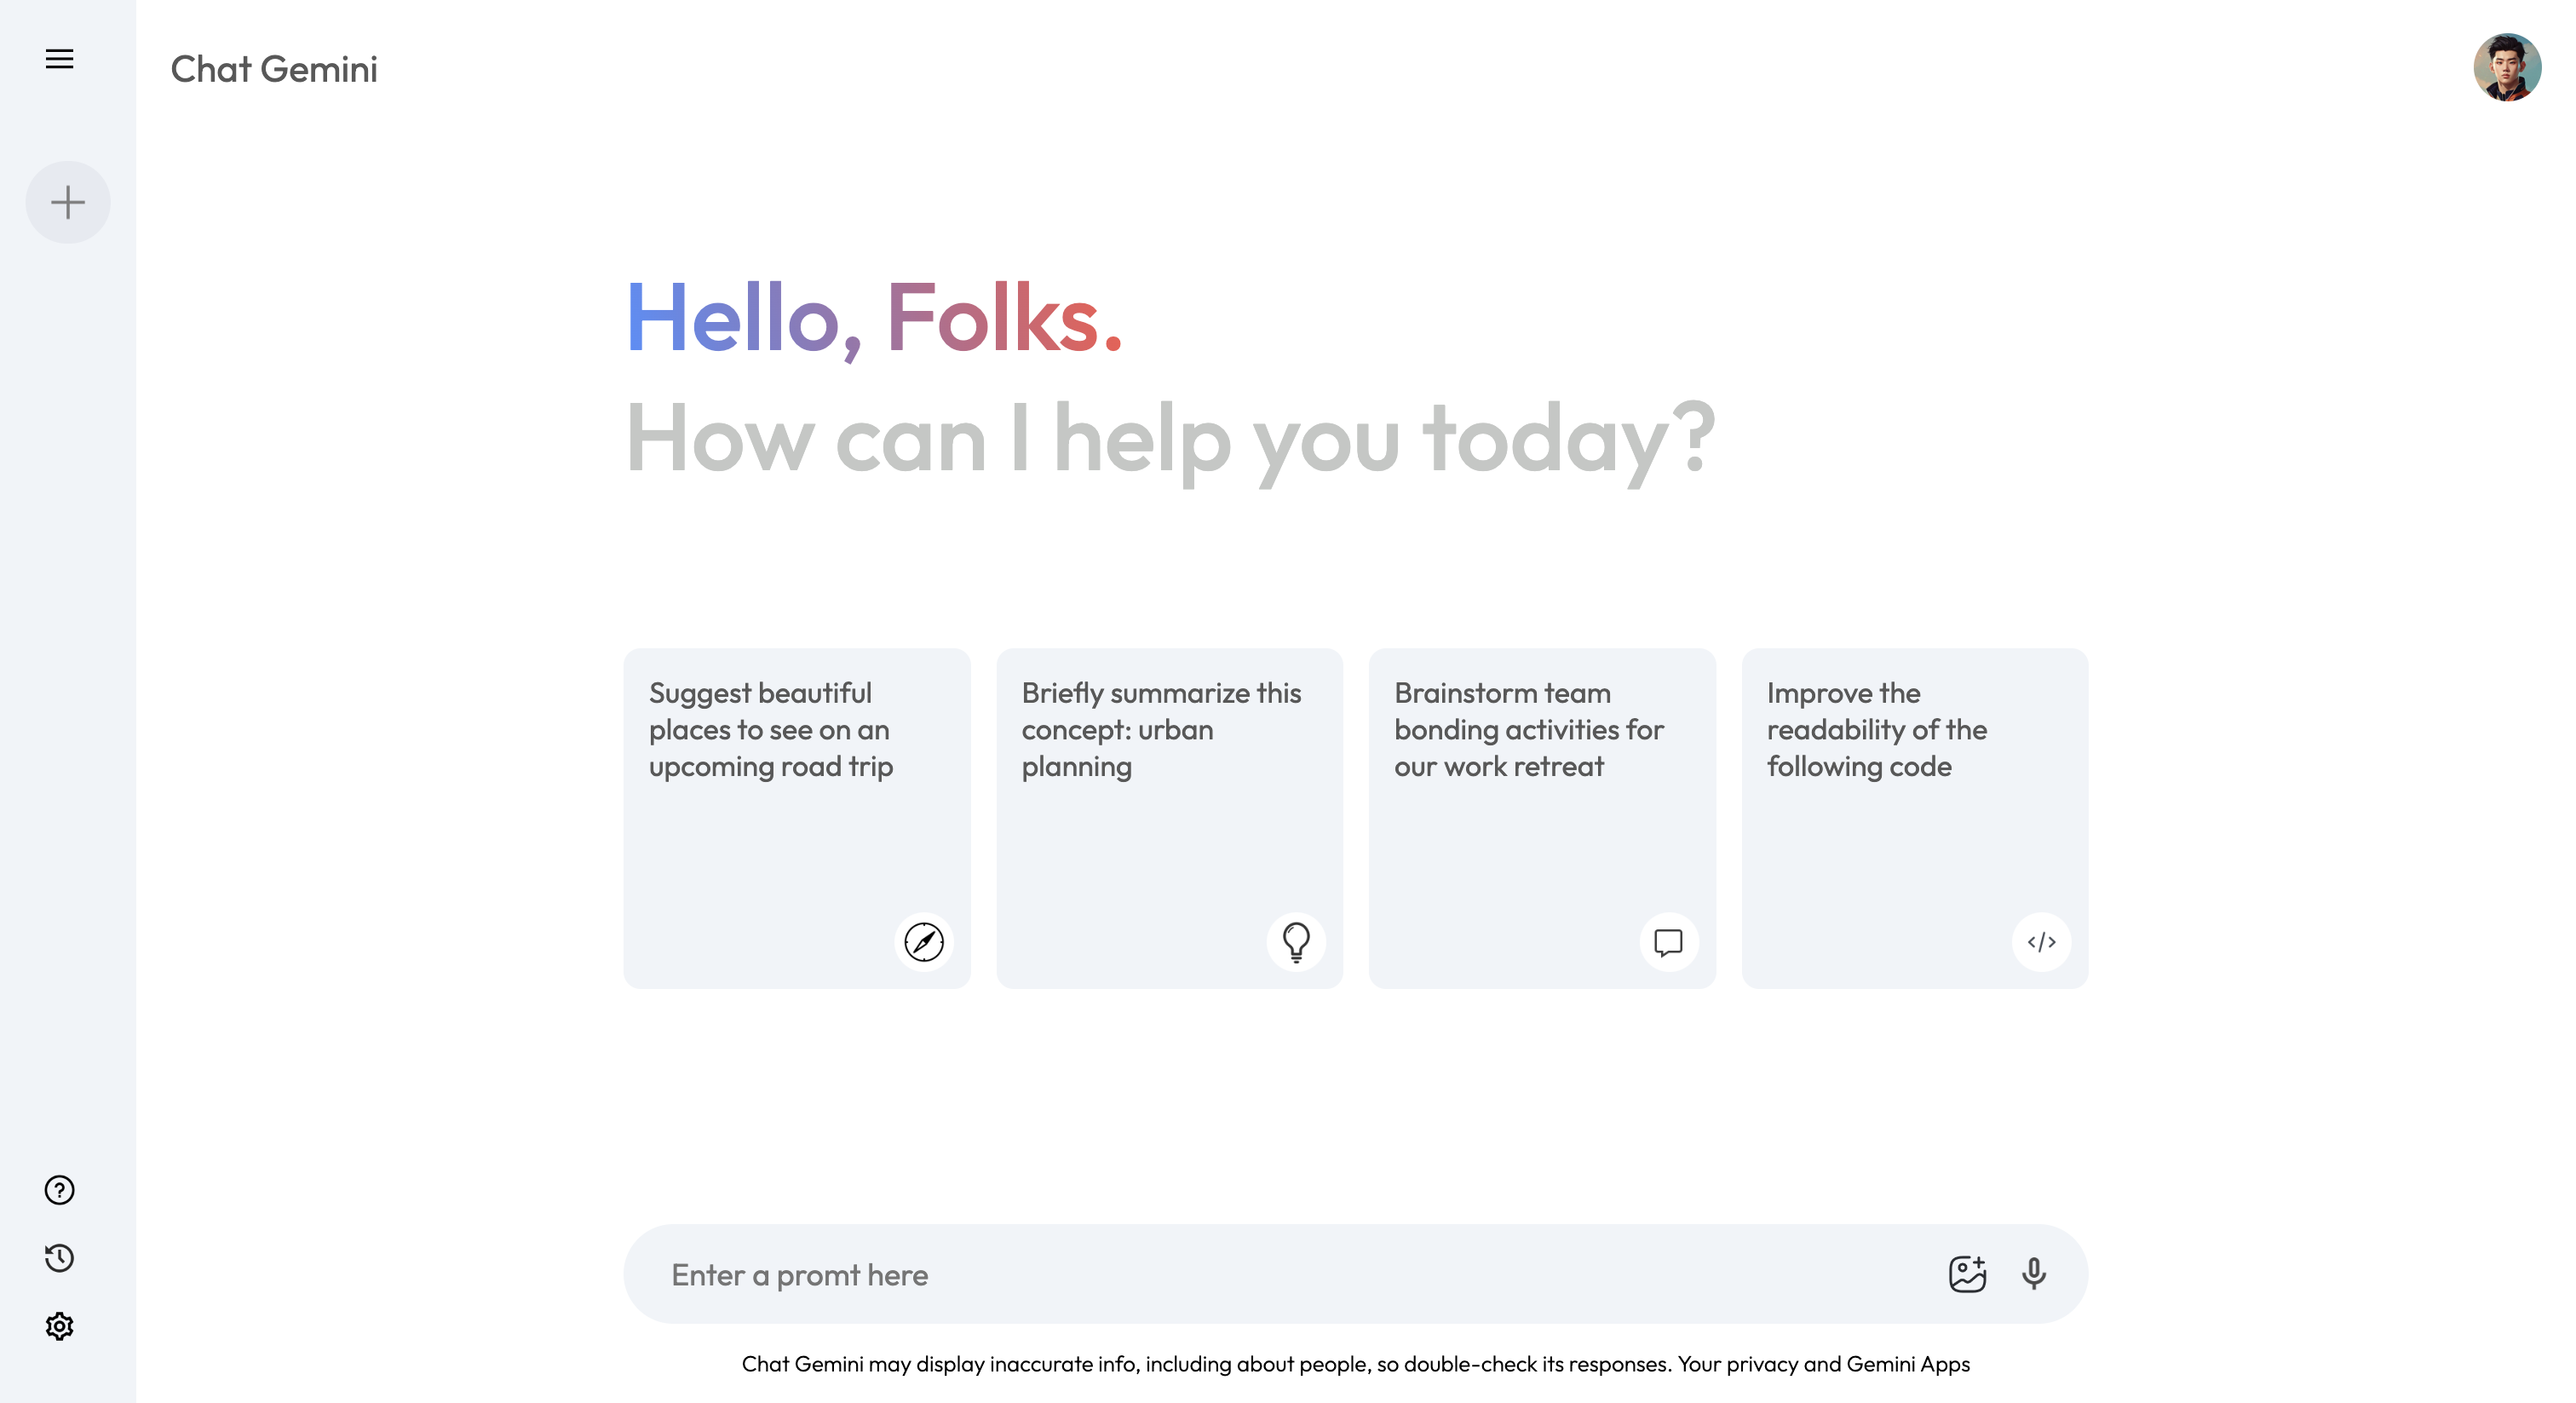 Chat Gemini
Hello, Folks.
How can I help you today?
Suggest beautiful
places to see on an
upcoming road trip
Briefly summarize this
concept: urban
planning
Brainstorm team
bonding activities for
our work retreat
Improve the
readability of the
following code
Enter a promt here
Chat Gemini may display inaccurate info, including about people, so double-check its responses. Your privacy and Gemini Apps